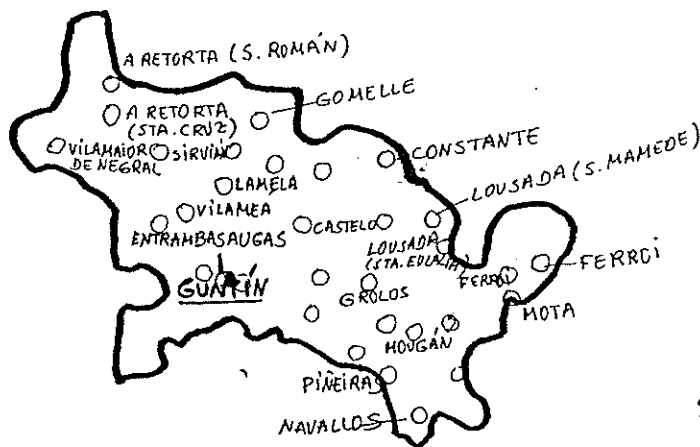 A RETORTA (S. ROMÁN)
GOMELLE
A RETORTA
(STA. CRUZ)
VILAMAIOR
DE NEGRAL
SIRVIÁN
CONSTANTE
LAMELA
LOUSADA (S. MAMEDE)
VILAMEÁ
CASTELO
ENTRAMBASAUGAS
LOUSADA
(STA. EULALIA)
FERROI
FERROI
GUNTÍN
GROLOS
MOTA
MOUGÁN
PIÑEIRAS
NAVALLOS